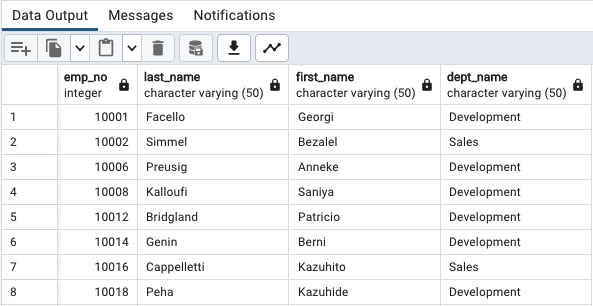 Data Output Messages Notifications
emp_no last_name first_name dept_name
integer character varying (50) character varying (50) character varying (50)
1 10001 Facello Georgi Development
2 10002 Simmel Bezalel Sales
3 10006 Preusig Anneke Development
4 10008 Kalloufi Saniya Development
5 10012 Bridgland Patricio Development
6 10014 Genin Berni Development
7 10016 Cappelletti Kazuhito Sales
8 10018 Peha Kazuhide Development